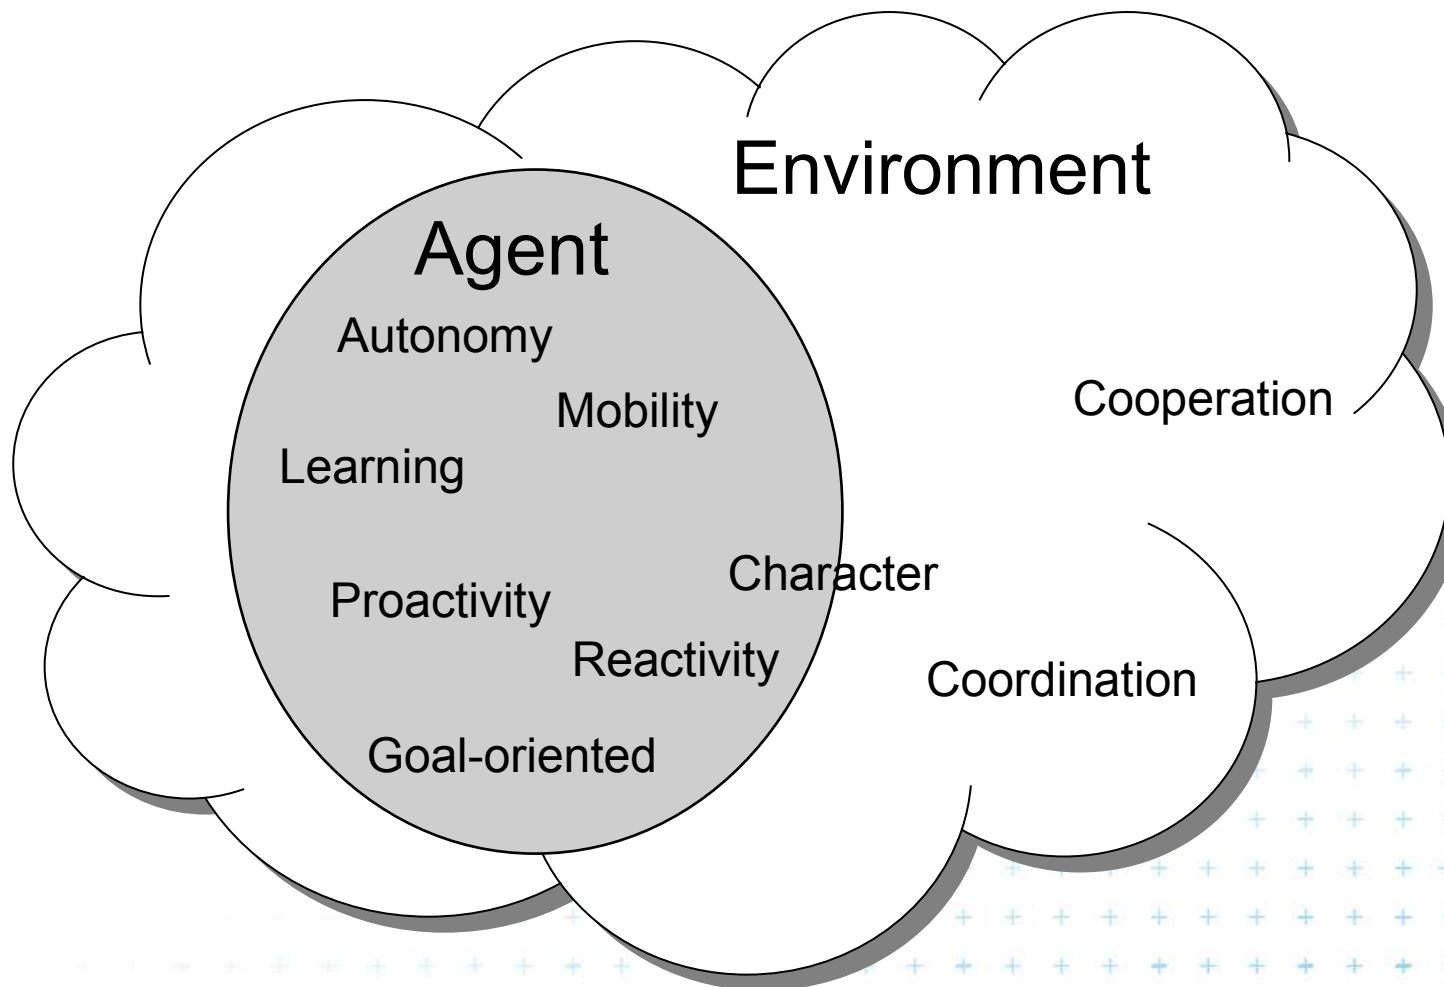 Environment
Agent
Autonomy
Mobility
Cooperation
Learning
Character
Proactivity
Reactivity
Coordination
Goal-oriented